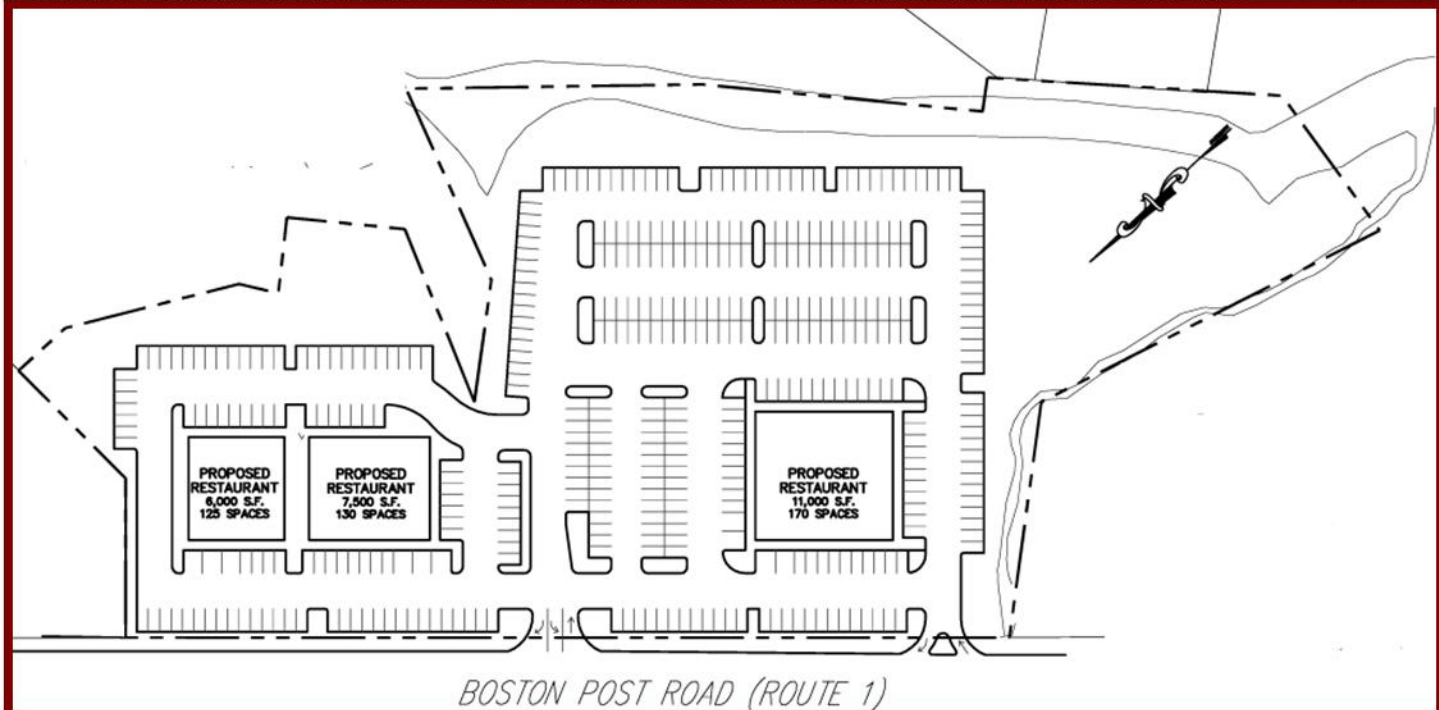 PROPOSED
RESTAURANT
6,000 S.F.
125 SPACES
PROPOSED
RESTAURANT
7,500 S.F.
130 SPACES
PROPOSED
RESTAURANT
11,000 S.F.
170 SPACES
BOSTON POST ROAD (ROUTE 1)